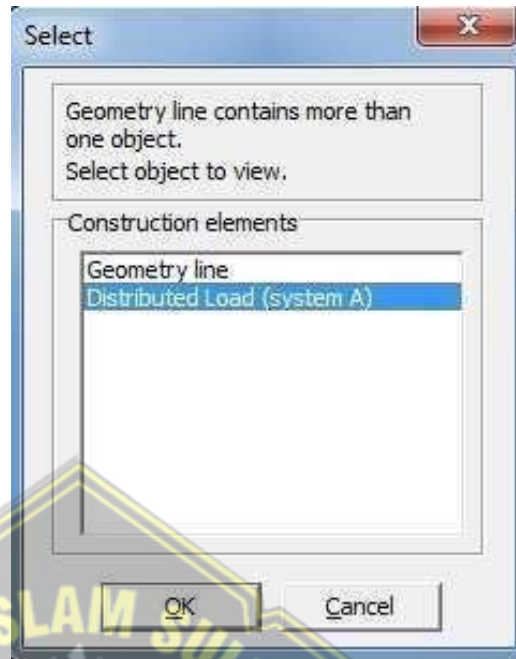 Select
Geometry line contains more than
one object.
Select object to view.
Construction elements
Geometry line
Distributed Load (system A)
OK
Cancel
SLAM